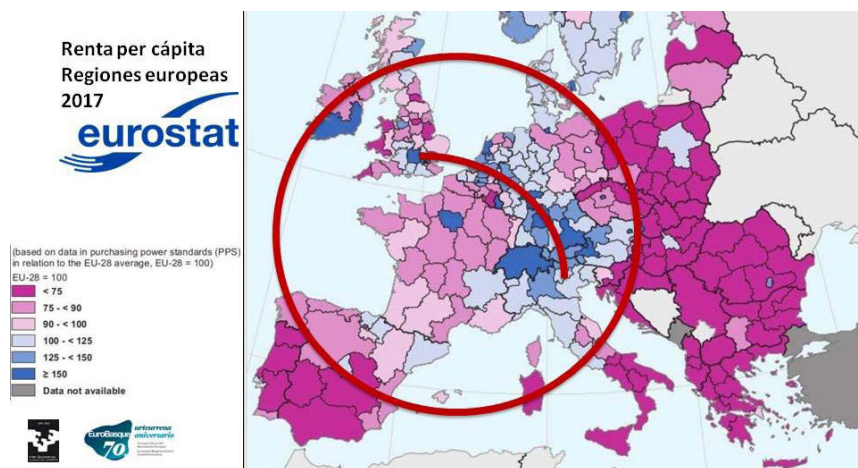 Renta per cápita
Regiones europeas
2017
eurostat
(based on data in purchasing power standards (PPS)
in relation to the EU-28 average, EU-28 = 100)
EU-28 = 100
< 75
75 - < 90
90 - < 100
100 - < 125
125 - < 150
≥ 150
Data not available
EuroBasque
70
urteurrena
aniversario